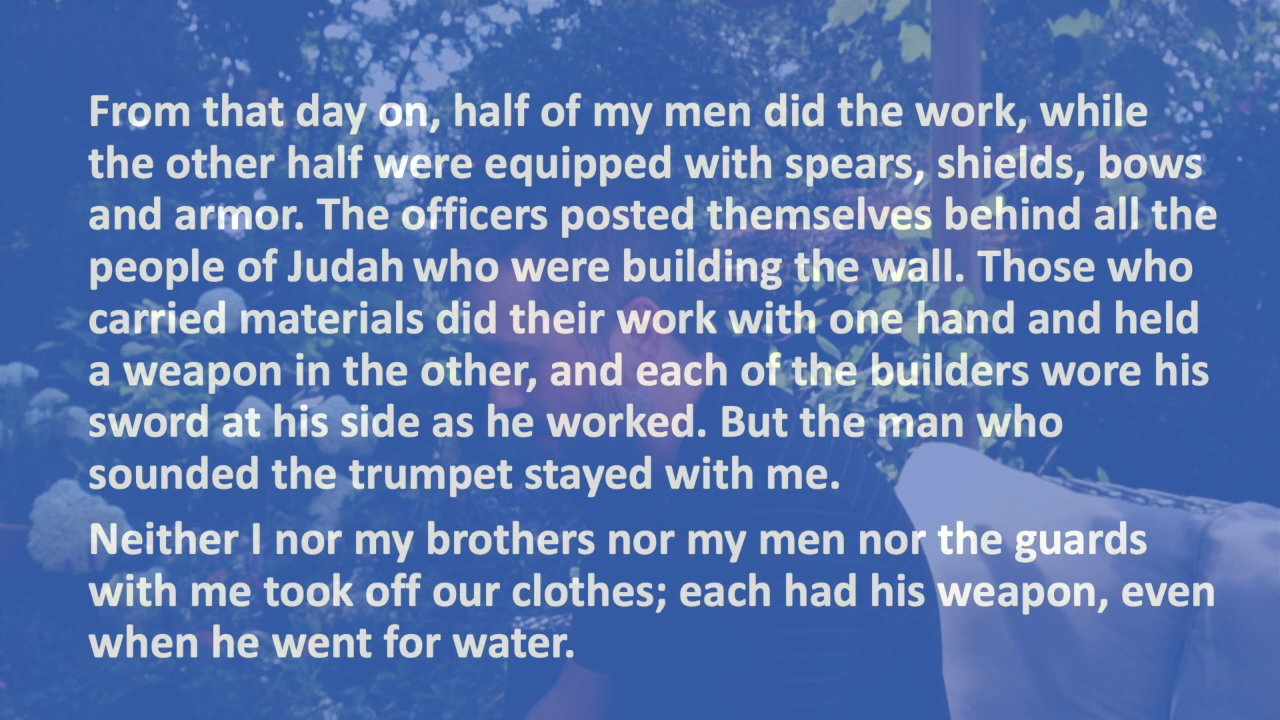 From that day on, half of my men did the work, while
the other half were equipped with spears, shields, bows
and armor. The officers posted themselves behind all the
people of Judah who were building the wall. Those who
carried materials did their work with one hand and held
a weapon in the other, and each of the builders wore his
sword at his side as he worked. But the man who
sounded the trumpet stayed with me.
Neither I nor my brothers nor my men nor the guards
with me took off our clothes; each had his weapon, even
when he went for water.